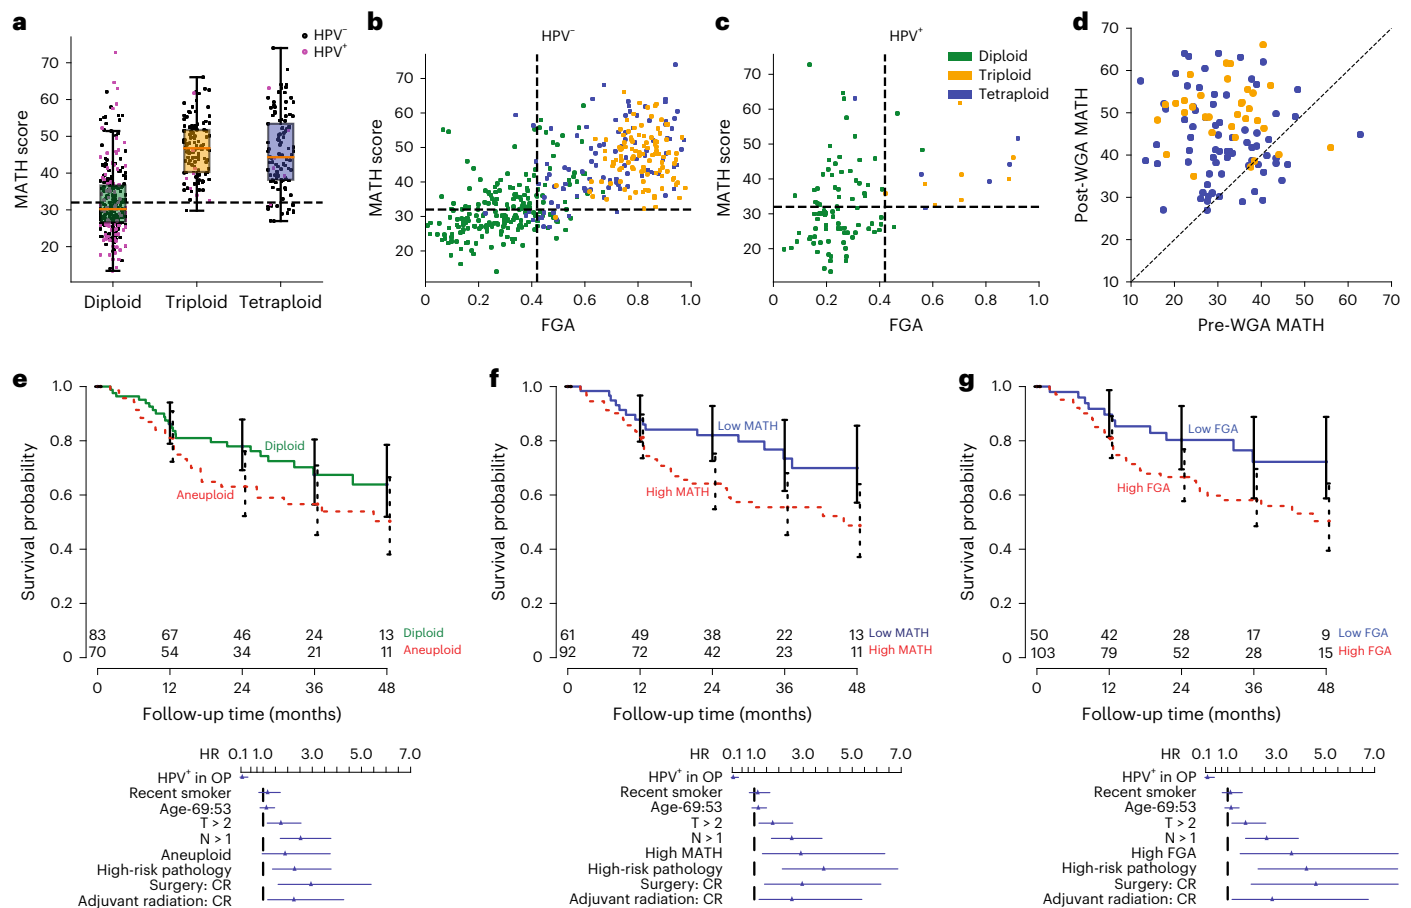 a
HPV⁻
HPV⁺
MATH score
70
60
50
40
30
20
Diploid
Triploid
Tetraploid
b
HPV⁻
MATH score
70
60
50
40
30
20
0
0.2
0.4
0.6
0.8
1.0
FGA
c
HPV⁺
Diploid
Triploid
Tetraploid
MATH score
70
60
50
40
30
20
0
0.2
0.4
0.6
0.8
1.0
FGA
d
Post-WGA MATH
70
60
50
40
30
20
10
10
20
30
40
50
60
70
Pre-WGA MATH
e
Survival probability
1.0
0.8
0.6
0.4
0.2
0
Diploid
Aneuploid
83 67 46 24 13 Diploid
70 54 34 21 11 Aneuploid
0 12 24 36 48
Follow-up time (months)
HR 0.1 1.0 3.0 5.0 7.0
HPV⁺ in OP
Recent smoker
Age-69:53
T > 2
N > 1
Aneuploid
High-risk pathology
Surgery: CR
Adjuvant radiation: CR
f
Survival probability
1.0
0.8
0.6
0.4
0.2
0
Low MATH
High MATH
61 49 38 22 13 Low MATH
92 72 42 23 11 High MATH
0 12 24 36 48
Follow-up time (months)
HR 0.1 1.0 3.0 5.0 7.0
HPV⁺ in OP
Recent smoker
Age-69:53
T > 2
N > 1
High MATH
High-risk pathology
Surgery: CR
Adjuvant radiation: CR
g
Survival probability
1.0
0.8
0.6
0.4
0.2
0
Low FGA
High FGA
50 42 28 17 9 Low FGA
103 79 52 28 15 High FGA
0 12 24 36 48
Follow-up time (months)
HR 0.1 1.0 3.0 5.0 7.0
HPV⁺ in OP
Recent smoker
Age-69:53
T > 2
N > 1
High FGA
High-risk pathology
Surgery: CR
Adjuvant radiation: CR